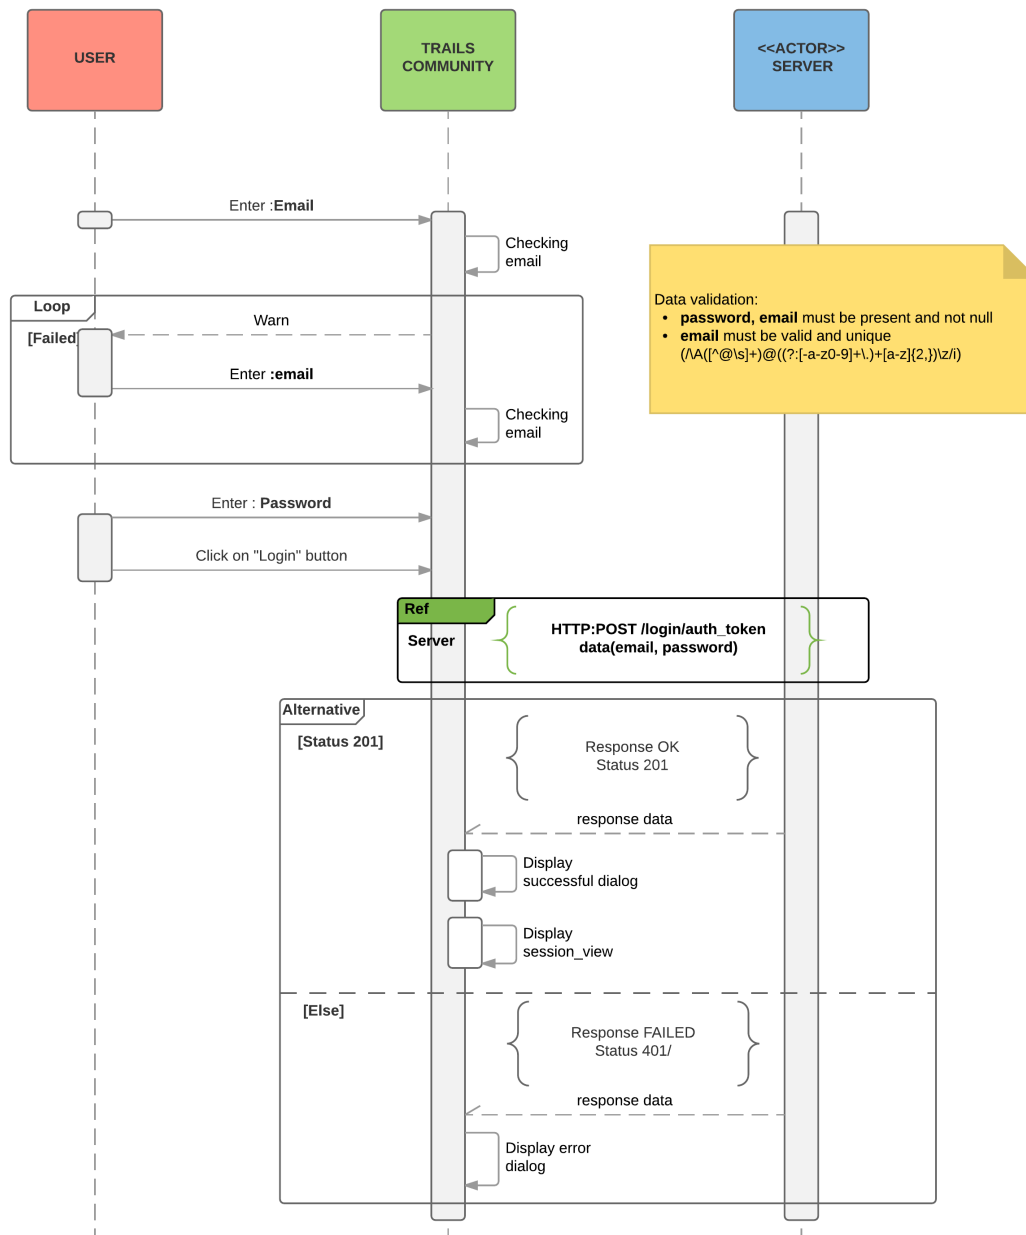 USER
TRAILS
COMMUNITY
<<ACTOR>>
SERVER
Enter :Email
Checking
email
Data validation:
• password, email must be present and not null
• email must be valid and unique
(/\A([^@\s]+)@((?:[-a-z0-9]+\.)+[a-z]{2,})\z/i)
Loop
[Failed]
Warn
Enter :email
Checking
email
Enter : Password
Click on "Login" button
Ref
Server
HTTP:POST /login/auth_token
data(email, password)
Alternative
[Status 201]
Response OK
Status 201
response data
Display
successful dialog
Display
session_view
[Else]
Response FAILED
Status 401/
response data
Display error
dialog